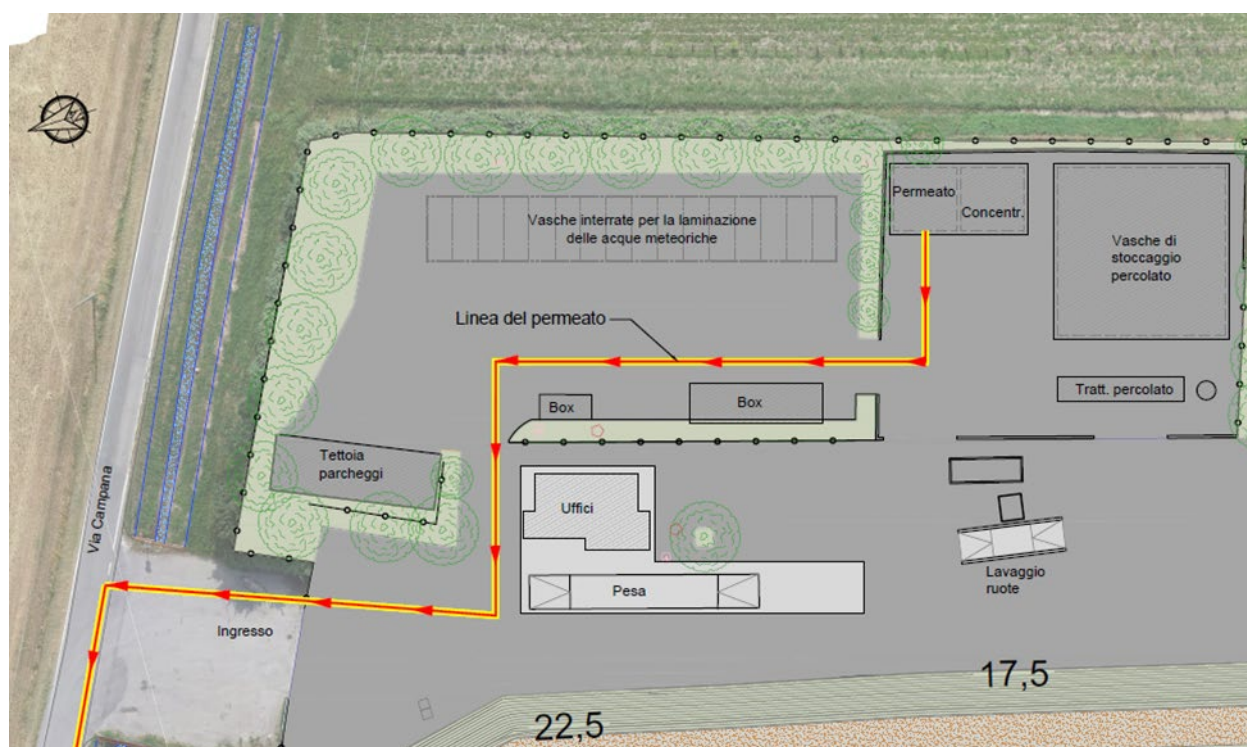 Permeato
Concentr.
Vasche interrate per la laminazione
delle acque meteoriche
Vasche di
stoccaggio
percolato
Linea del permeato
Box
Box
Tratt. percolato
Tettoia
parcheggi
Uffici
Via Campana
Pesa
Lavaggio
ruote
Ingresso
17,5
22,5